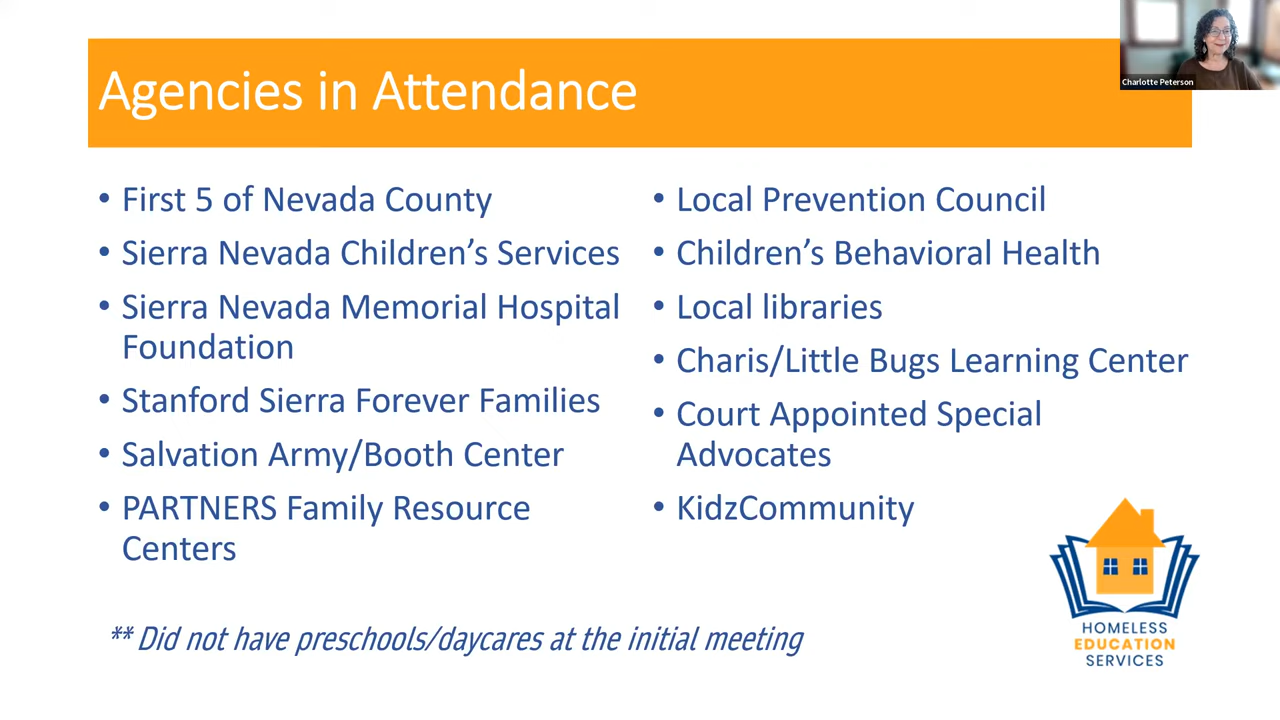 Agencies in Attendance
Charlotte Peterson
• First 5 of Nevada County
• Sierra Nevada Children’s Services
• Sierra Nevada Memorial Hospital
Foundation
• Stanford Sierra Forever Families
• Salvation Army/Booth Center
• PARTNERS Family Resource
Centers
• Local Prevention Council
• Children’s Behavioral Health
• Local libraries
• Charis/Little Bugs Learning Center
• Court Appointed Special
Advocates
• KidzCommunity
** Did not have preschools/daycares at the initial meeting
HOMELESS
EDUCATION
SERVICES